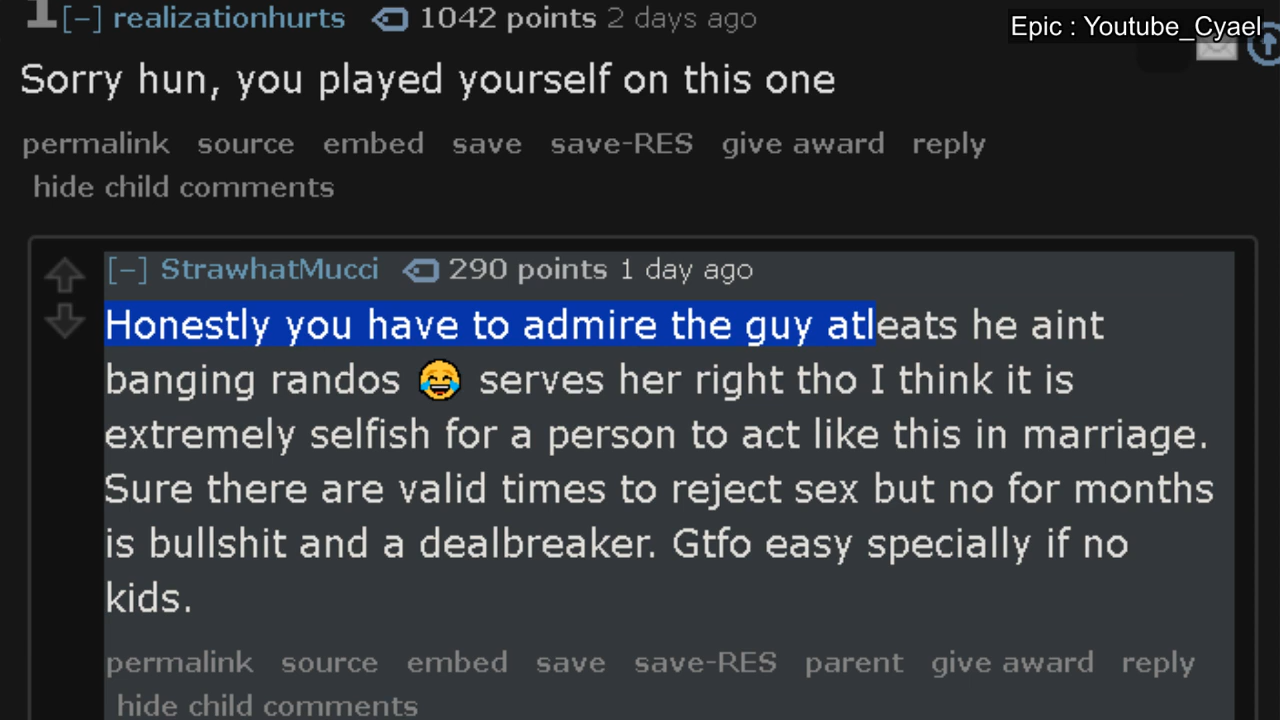 [−] realizationhurts 1042 points 2 days ago
Epic : Youtube_Cyael
Sorry hun, you played yourself on this one
permalink source embed save save-RES give award reply
hide child comments
[−] StrawhatMucci 290 points 1 day ago
Honestly you have to admire the guy atleats he aint
banging randos 😂 serves her right tho I think it is
extremely selfish for a person to act like this in marriage.
Sure there are valid times to reject sex but no for months
is bullshit and a dealbreaker. Gtfo easy specially if no
kids.
permalink source embed save save-RES parent give award reply
hide child comments